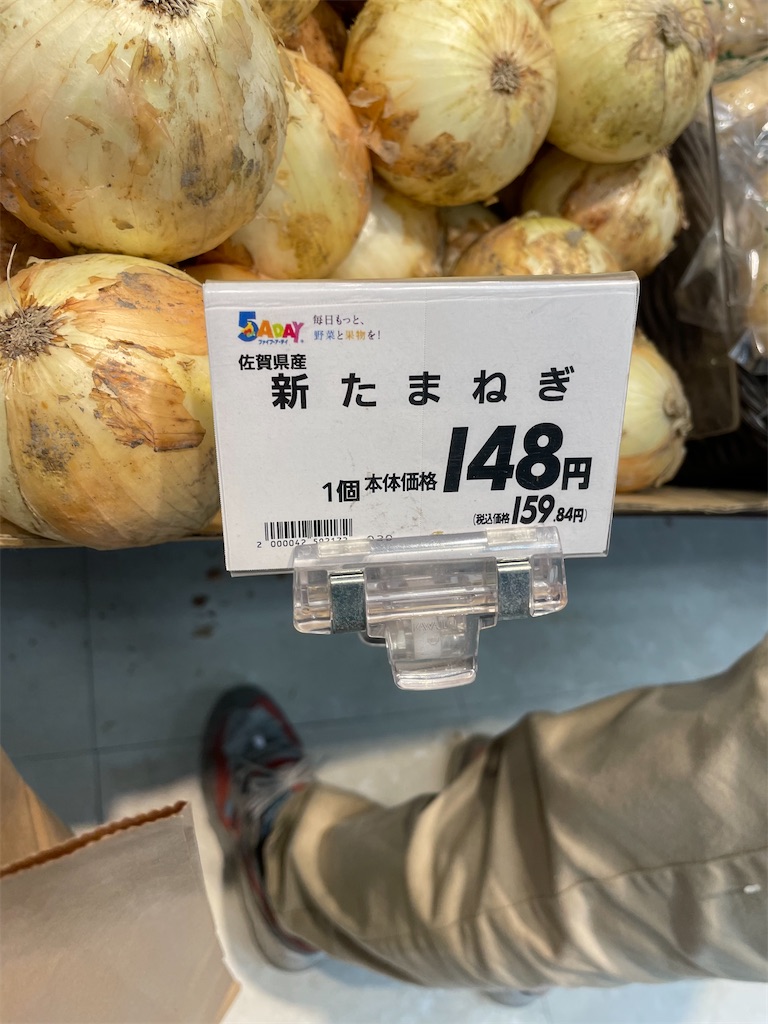 5 A DAY
ファイブ・ア・デイ
毎日もっと、
野菜と果物を!
佐賀県産
新たまねぎ
1個 本体価格 148円
(税込価格 159.84円)